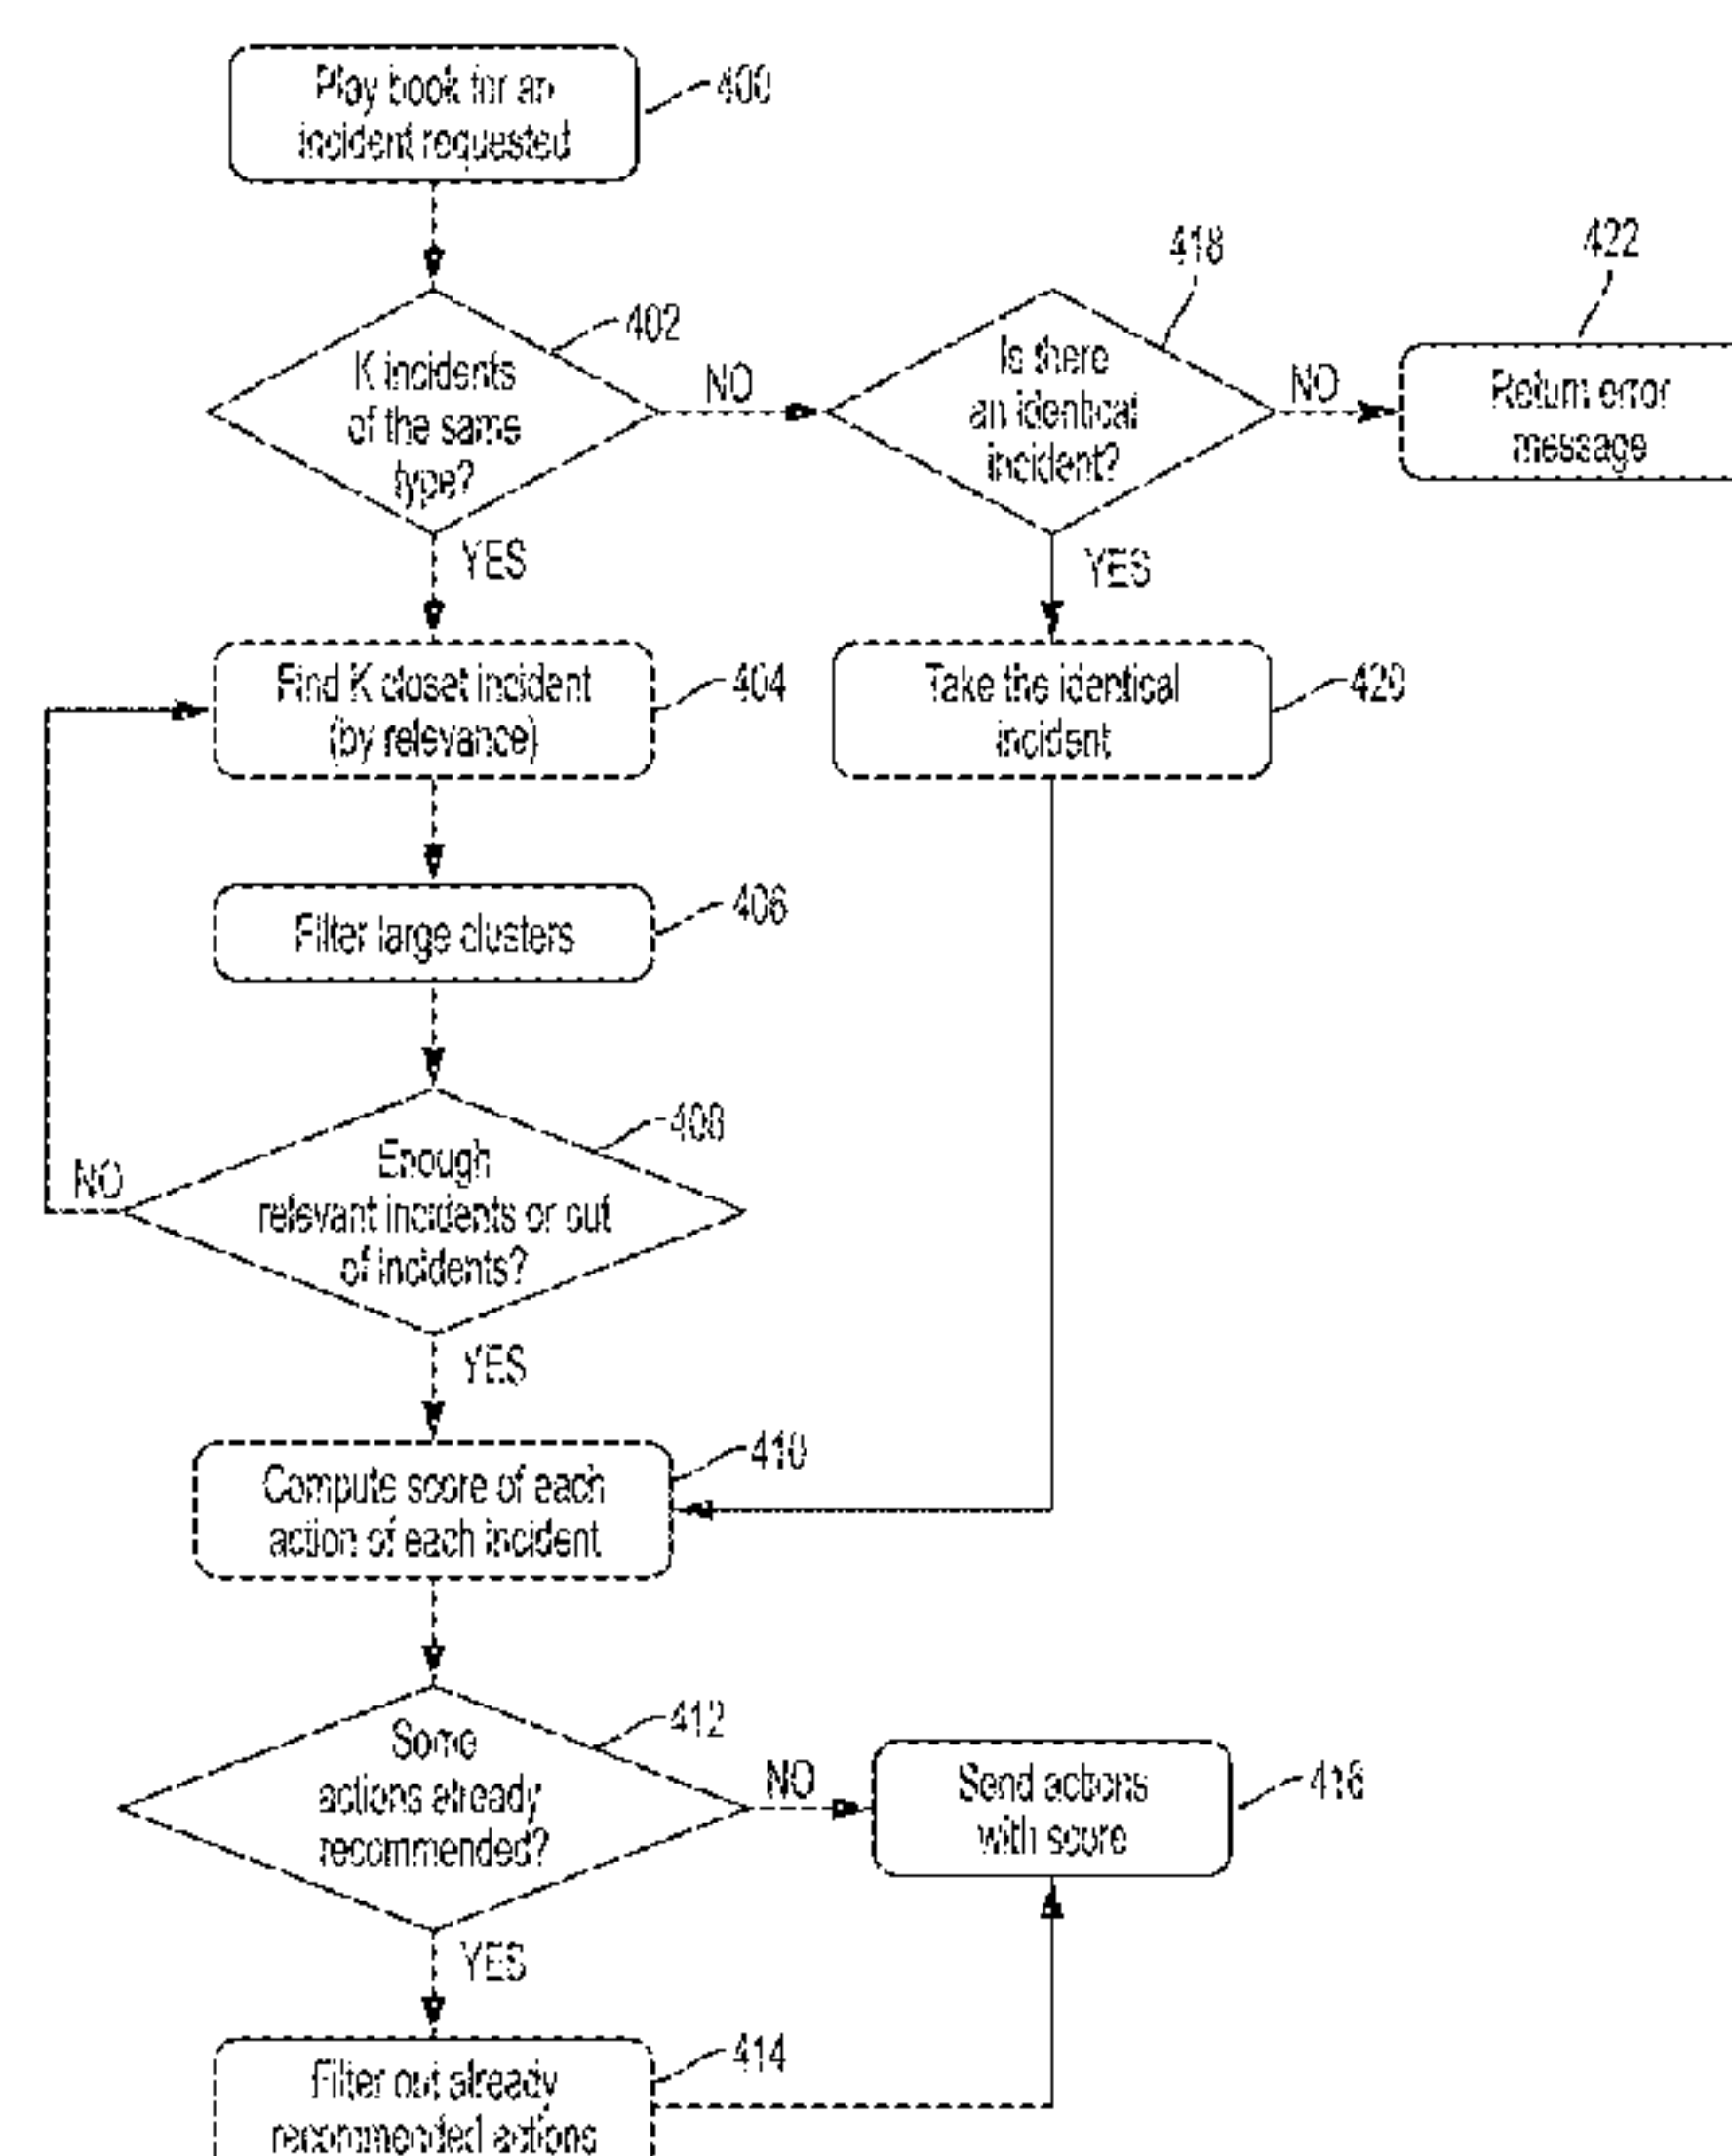 Play book for an
incident requested
400
K incidents
of the same
type?
402
NO
YES
Is there
an identical
incident?
418
NO
YES
Return error
message
422
Find K closet incident
(by relevance)
404
Take the identical
incident
420
Filter large clusters
406
Enough
relevant incidents or out
of incidents?
408
NO
YES
Compute score of each
action of each incident
410
Some
actions already
recommended?
412
NO
YES
Send actions
with score
416
Filter out already
recommended actions
414